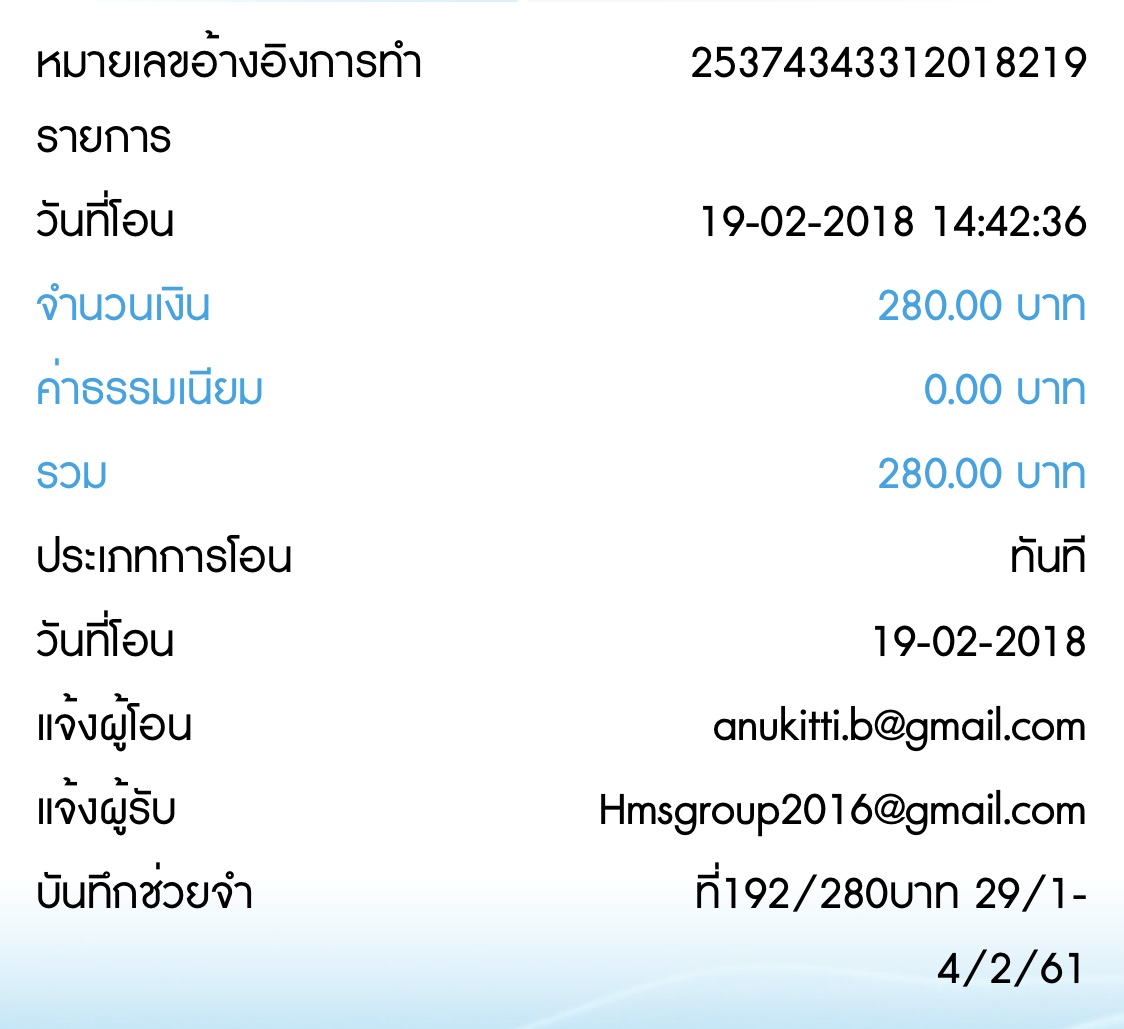 หมายเลขอ้างอิงการทำ 25374343312018219
รายการ
วันที่โอน 19-02-2018 14:42:36
จำนวนเงิน 280.00 บาท
ค่าธรรมเนียม 0.00 บาท
รวม 280.00 บาท
ประเภทการโอน ทันที
วันที่โอน 19-02-2018
แจ้งผู้โอน anukitti.b@gmail.com
แจ้งผู้รับ Hmsgroup2016@gmail.com
บันทึกช่วยจำ ที่192/280บาท 29/1-
4/2/61